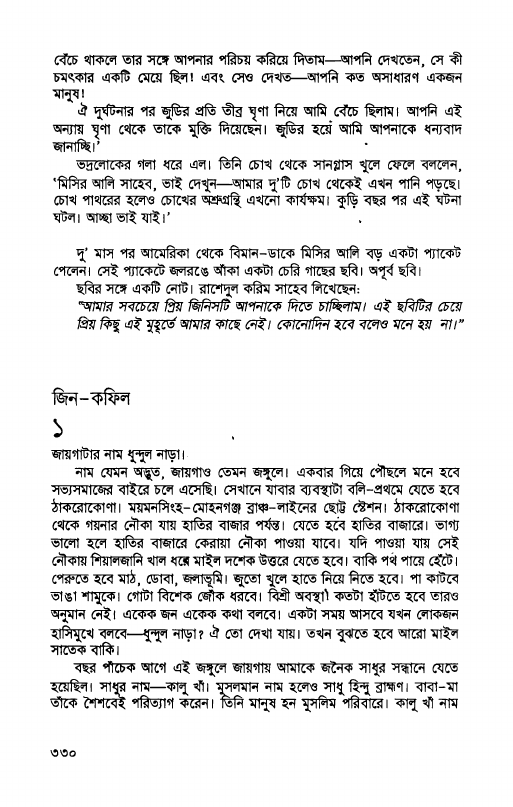 বেঁচে থাকলে তার সঙ্গে আপনার পরিচয় করিয়ে দিতাম—আপনি দেখতেন, সে কী
চমৎকার একটি মেয়ে ছিল! এবং সেও দেখত—আপনি কত অসাধারণ একজন
মানুষ!
ঐ দুর্ঘটনার পর জুডির প্রতি তীব্র ঘৃণা নিয়ে আমি বেঁচে ছিলাম। আপনি এই
অন্যায় ঘৃণা থেকে তাকে মুক্তি দিয়েছেন। জুডির হয়ে আমি আপনাকে ধন্যবাদ
জানাচ্ছি।’
ভদ্রলোকের গলা ধরে এল। তিনি চোখ থেকে সানগ্লাস খুলে ফেলে বললেন,
‘মিসির আলি সাহেব, ভাই দেখুন—আমার দু’টি চোখ থেকেই এখন পানি পড়ছে।
চোখ পাথরের হলেও চোখের অশ্রুগ্রন্থি এখনো কার্যক্ষম। কুড়ি বছর পর এই ঘটনা
ঘটল। আচ্ছা ভাই যাই।’
দু’ মাস পর আমেরিকা থেকে বিমান-ডাকে মিসির আলি বড় একটা প্যাকেট
পেলেন। সেই প্যাকেটে জলরঙে আঁকা একটা চেরি গাছের ছবি। অপূর্ব ছবি।
ছবির সঙ্গে একটি নোট। রাশেদুল করিম সাহেব লিখেছেন:
“আমার সবচেয়ে প্রিয় জিনিসটি আপনাকে দিতে চাচ্ছিলাম। এই ছবিটির চেয়ে
প্রিয় কিছু এই মুহূর্তে আমার কাছে নেই। কোনোদিন হবে বলেও মনে হয় না।”
জিন-কফিল
১
জায়গাটার নাম ধুন্দুল নাড়া।
নাম যেমন অদ্ভুত, জায়গাও তেমন জঙ্গুলে। একবার গিয়ে পৌঁছলে মনে হবে
সভ্যসমাজের বাইরে চলে এসেছি। সেখানে যাবার ব্যবস্থাটা বলি-প্রথমে যেতে হবে
ঠাকরোকোণা। ময়মনসিংহ-মোহনগঞ্জ ব্রাঞ্চ-লাইনের ছোট্ট স্টেশন। ঠাকরোকোণা
থেকে গয়নার নৌকা যায় হাতির বাজার পর্যন্ত। যেতে হবে হাতির বাজারে। ভাগ্য
ভালো হলে হাতির বাজারে কেরায়া নৌকা পাওয়া যাবে। যদি পাওয়া যায় সেই
নৌকায় শিয়ালজানি খাল ধরে মাইল দশেক উত্তরে যেতে হবে। বাকি পথ পায়ে হেঁটে।
পেরুতে হবে মাঠ, ডোবা, জলাভূমি। জুতো খুলে হাতে নিয়ে নিতে হবে। পা কাটবে
ভাঙা শামুকে। গোটা বিশেক জোঁক ধরবে। বিশ্রী অবস্থা! কতটা হাঁটতে হবে তারও
অনুমান নেই। একেক জন একেক কথা বলবে। একটা সময় আসবে যখন লোকজন
হাসিমুখে বলবে—ধুন্দুল নাড়া? ঐ তো দেখা যায়। তখন বুঝতে হবে আরো মাইল
সাতেক বাকি।
বছর পাঁচেক আগে এই জঙ্গুলে জায়গায় আমাকে জনৈক সাধুর সন্ধানে যেতে
হয়েছিল। সাধুর নাম—কালু খাঁ। মুসলমান নাম হলেও সাধু হিন্দু ব্রাহ্মণ। বাবা-মা
তাঁকে শৈশবেই পরিত্যাগ করেন। তিনি মানুষ হন মুসলিম পরিবারে। কালু খাঁ নাম
৩৩০